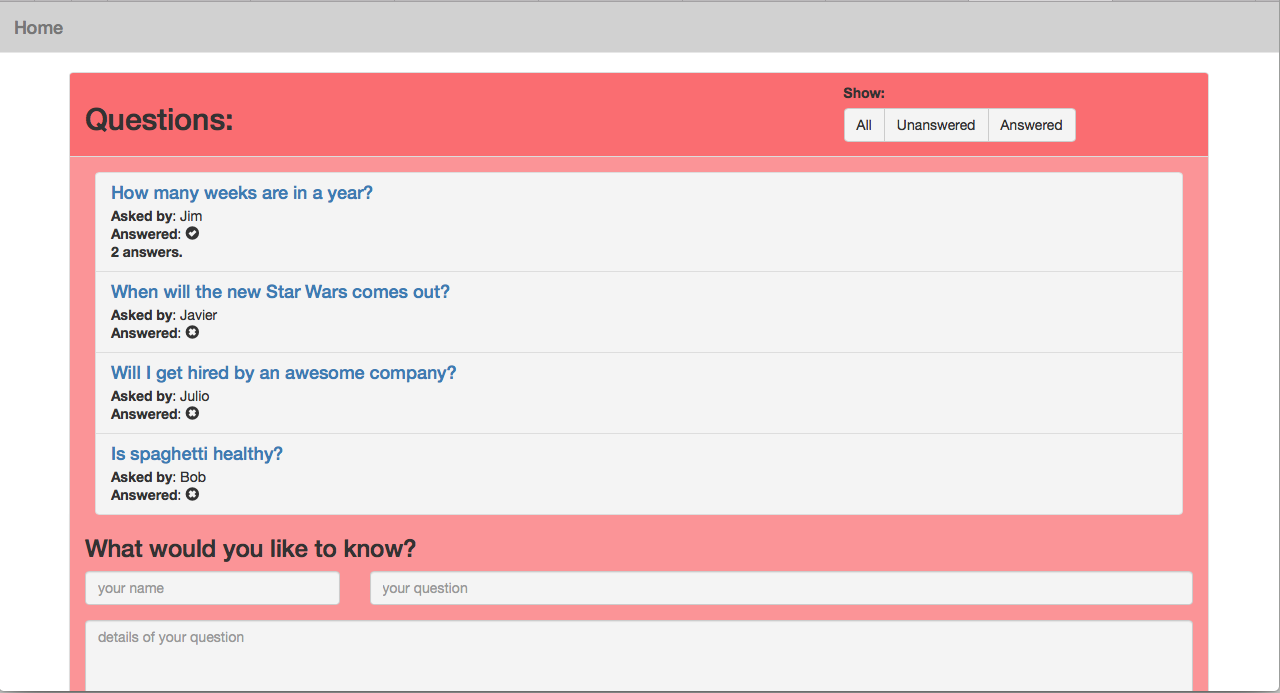 Home
Questions:
Show:
All Unanswered Answered
How many weeks are in a year?
Asked by: Jim
Answered:
2 answers.
When will the new Star Wars comes out?
Asked by: Javier
Answered:
Will I get hired by an awesome company?
Asked by: Julio
Answered:
Is spaghetti healthy?
Asked by: Bob
Answered:
What would you like to know?
your name your question
details of your question